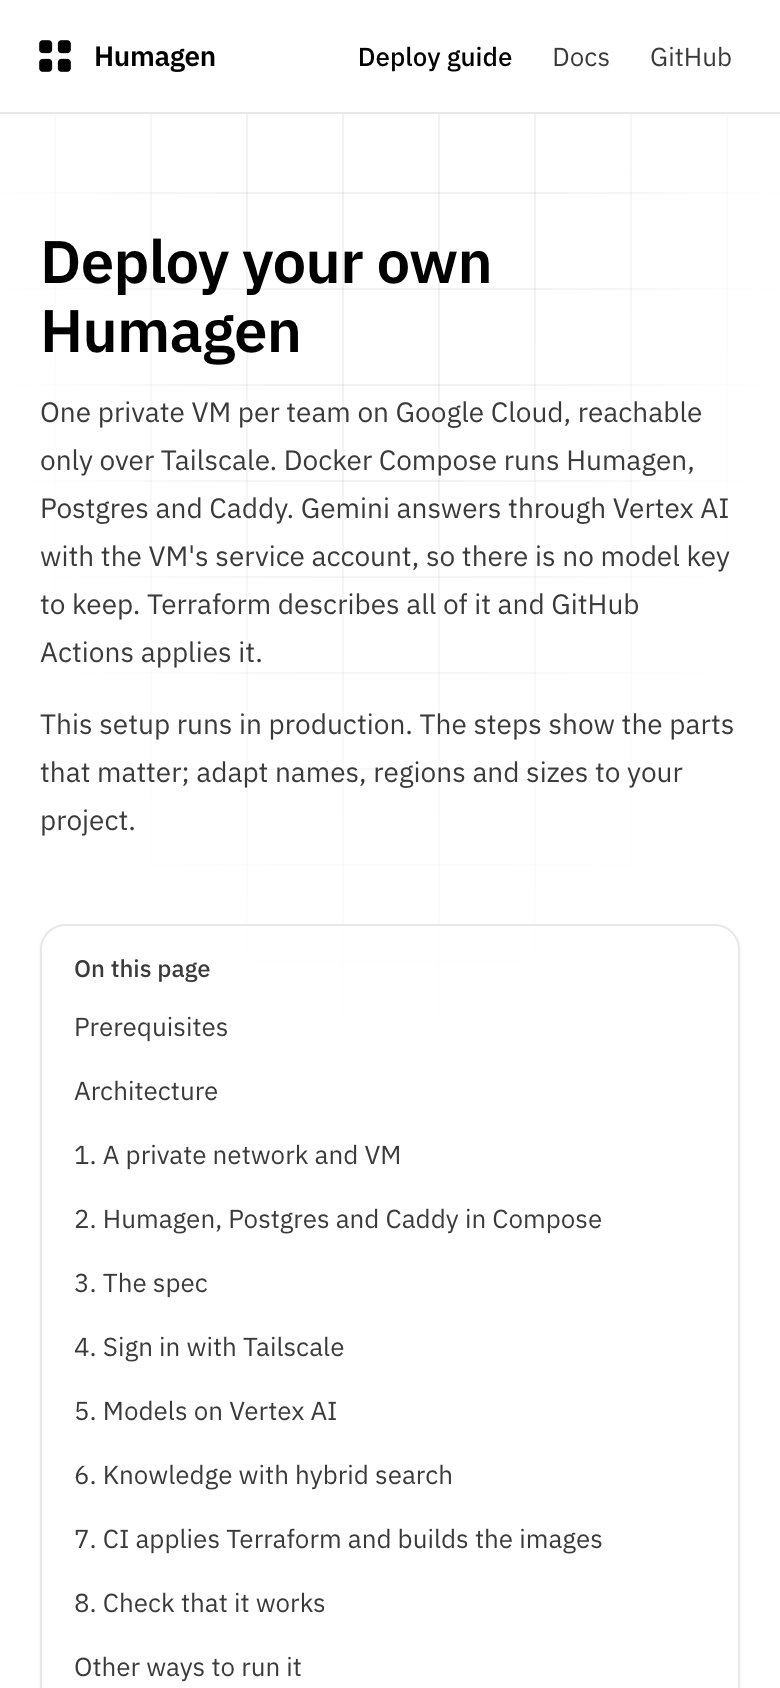 Humagen
Deploy guide
Docs
GitHub
Deploy your own
Humagen
One private VM per team on Google Cloud, reachable
only over Tailscale. Docker Compose runs Humagen,
Postgres and Caddy. Gemini answers through Vertex AI
with the VM's service account, so there is no model key
to keep. Terraform describes all of it and GitHub
Actions applies it.
This setup runs in production. The steps show the parts
that matter; adapt names, regions and sizes to your
project.
On this page
Prerequisites
Architecture
1. A private network and VM
2. Humagen, Postgres and Caddy in Compose
3. The spec
4. Sign in with Tailscale
5. Models on Vertex AI
6. Knowledge with hybrid search
7. CI applies Terraform and builds the images
8. Check that it works
Other ways to run it